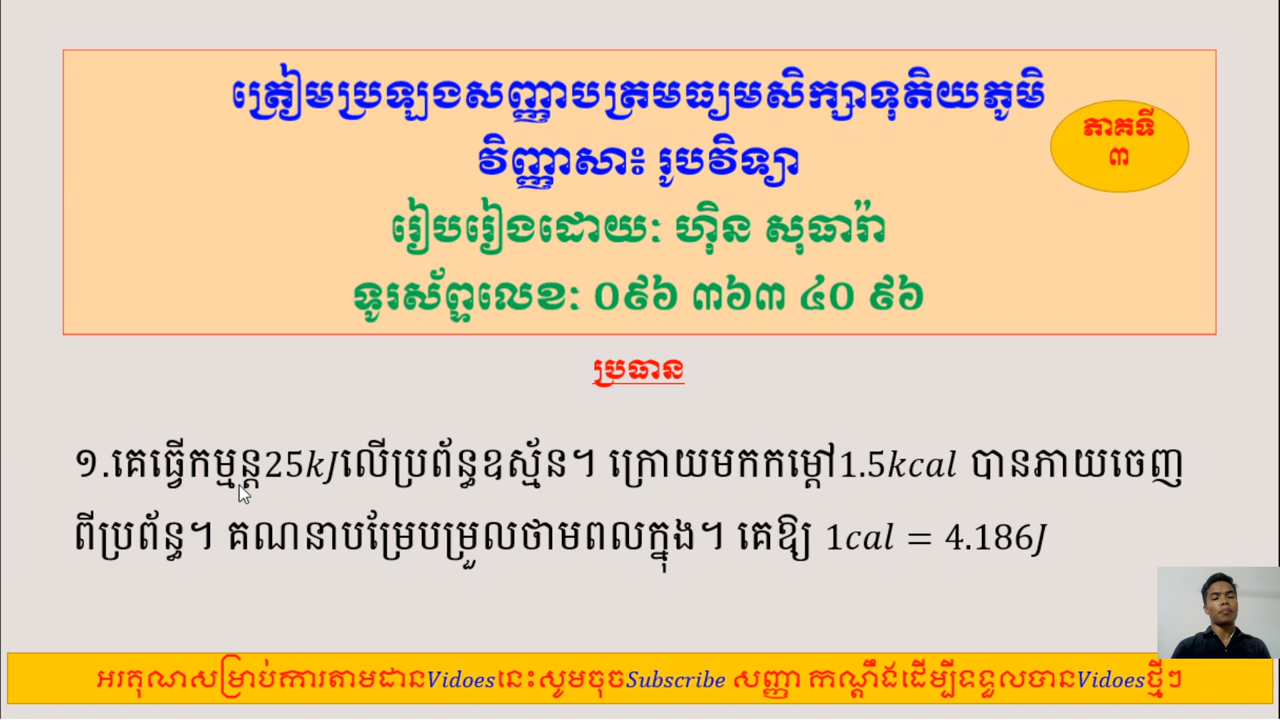 ត្រៀមប្រឡងសញ្ញាបត្រមធ្យមសិក្សាទុតិយភូមិ
វិញ្ញាសា៖ រូបវិទ្យា
ភាគទី
៣
រៀបរៀងដោយ: ហ៊ិន សុធារ៉ា
ទូរស័ព្ទលេខ: ០៩៦ ៣៦៣ ៤០ ៩៦
ប្រធាន
១.គេធ្វើកម្មន្ត25kJលើប្រព័ន្ធឧស្ម័ន។ ក្រោយមកកម្តៅ1.5kcal បានភាយចេញ
ពីប្រព័ន្ធ។ គណនាបម្រែបម្រួលថាមពលក្នុង។ គេឱ្យ 1cal = 4.186J
អរគុណសម្រាប់ការតាមដានVidoesនេះសូមចុចSubscribe សញ្ញា កណ្ដឹងដើម្បីទទួលបានVidoesថ្មីៗ